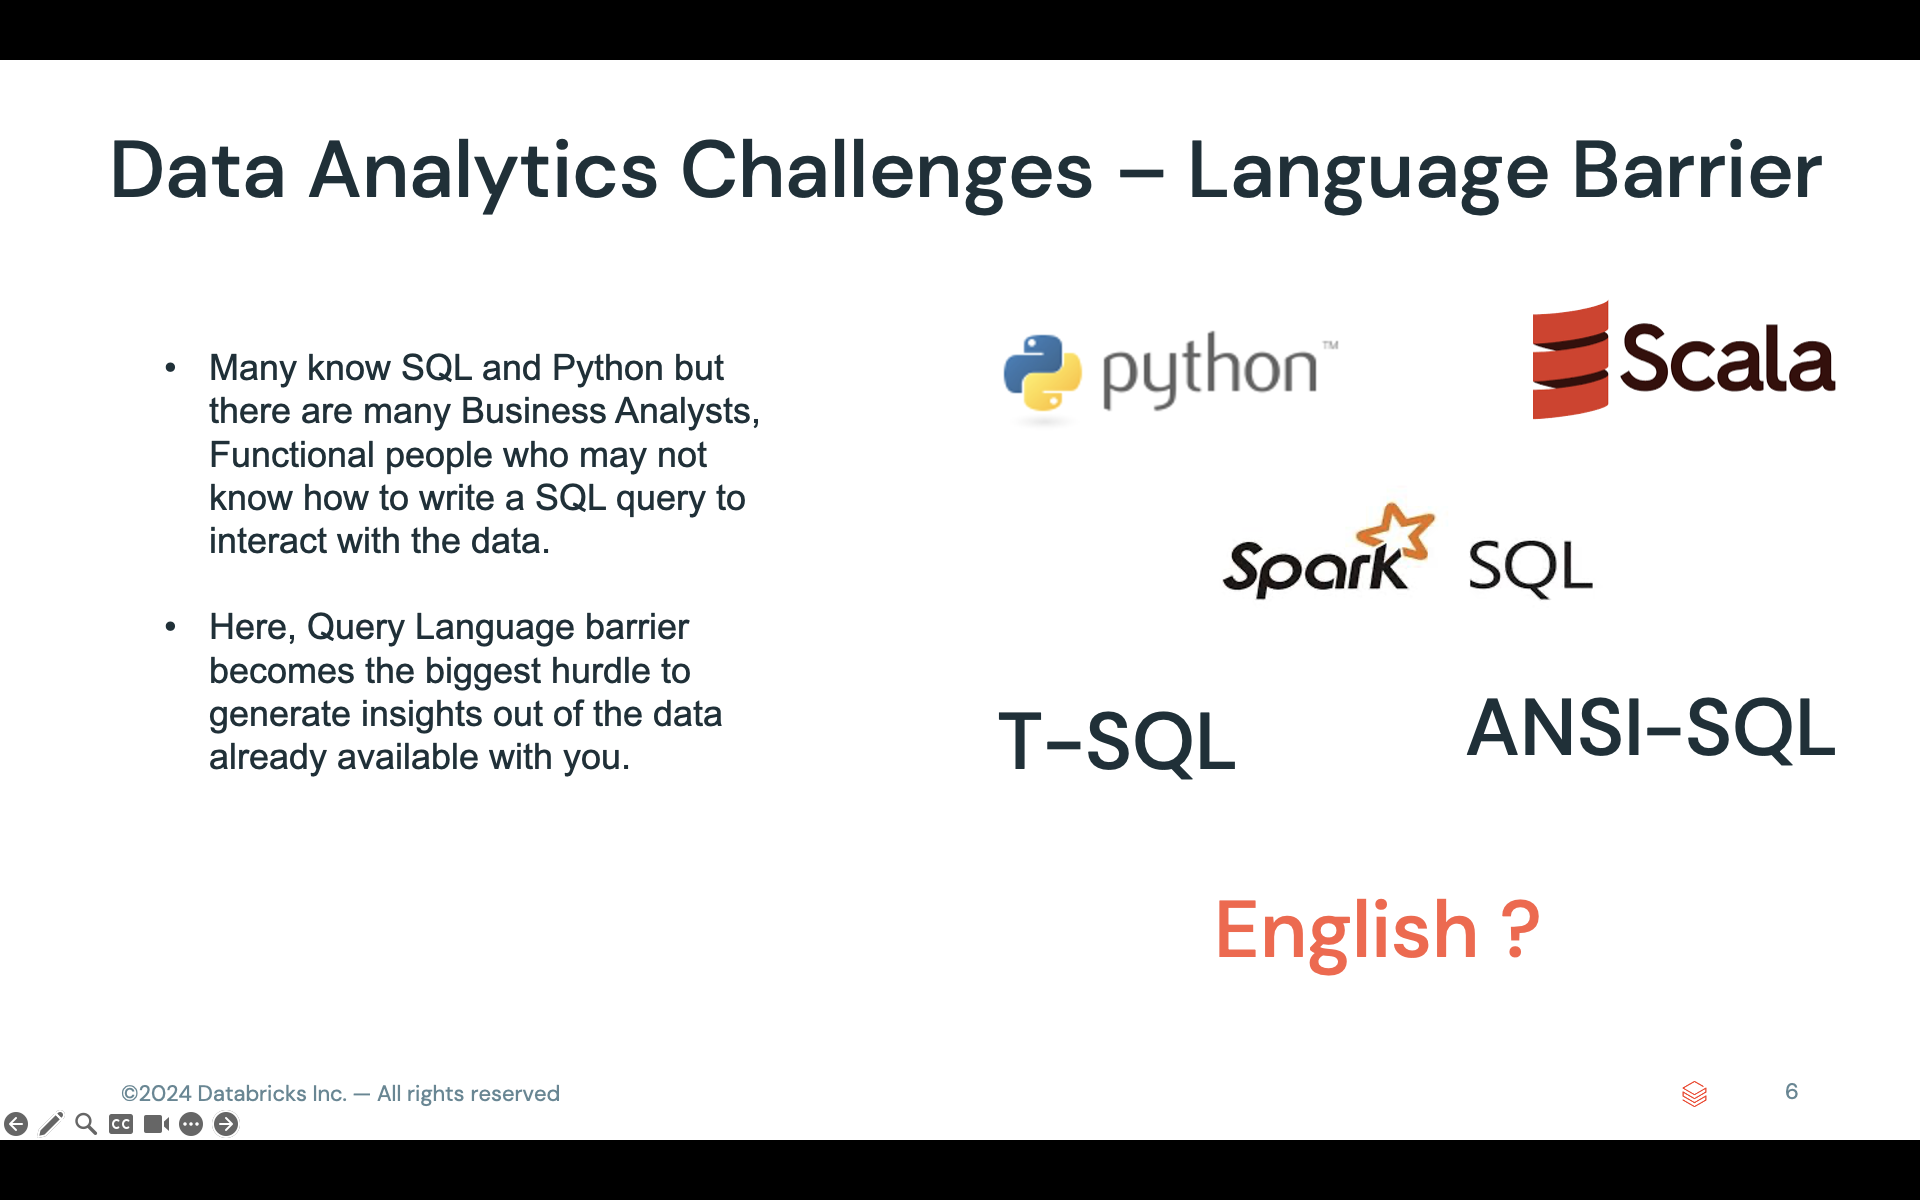 Data Analytics Challenges – Language Barrier
• Many know SQL and Python but
there are many Business Analysts,
Functional people who may not
know how to write a SQL query to
interact with the data.
• Here, Query Language barrier
becomes the biggest hurdle to
generate insights out of the data
already available with you.
python™
Scala
Spark SQL
T-SQL
ANSI-SQL
English ?
©2024 Databricks Inc. — All rights reserved
6
CC